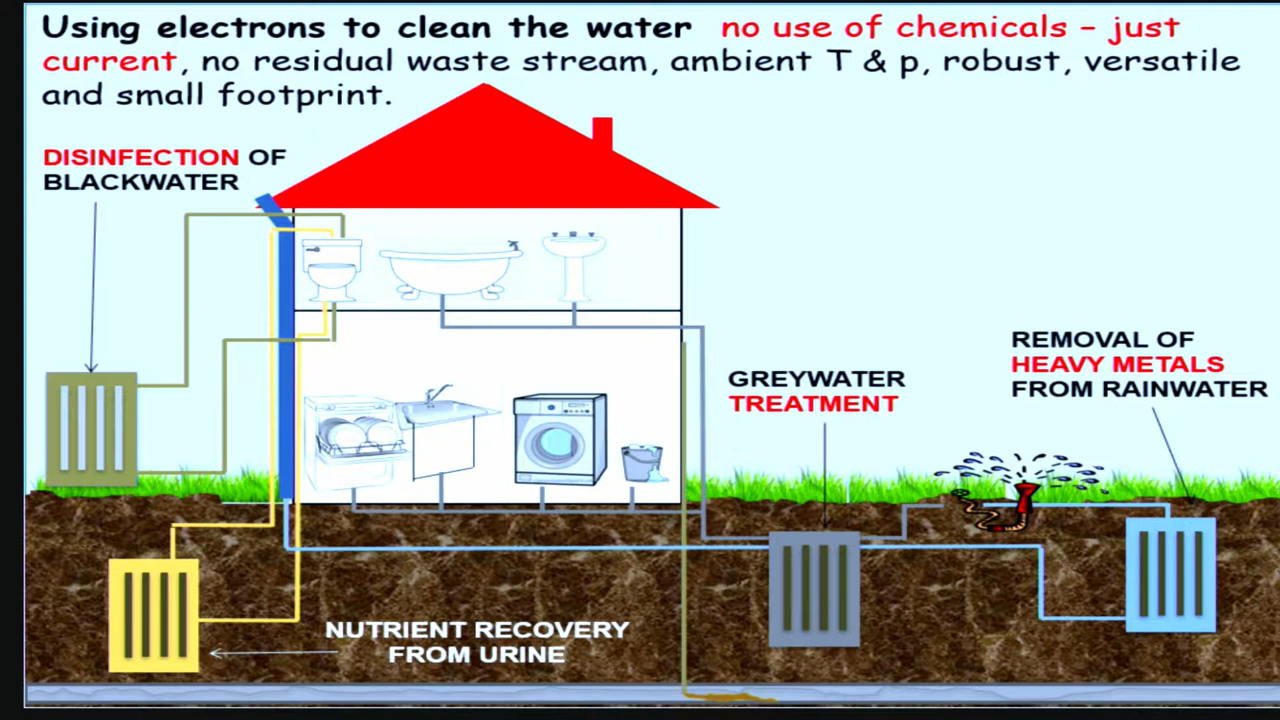 Using electrons to clean the water no use of chemicals – just
current, no residual waste stream, ambient T & p, robust, versatile
and small footprint.
DISINFECTION OF
BLACKWATER
REMOVAL OF
HEAVY METALS
FROM RAINWATER
GREYWATER
TREATMENT
NUTRIENT RECOVERY
FROM URINE